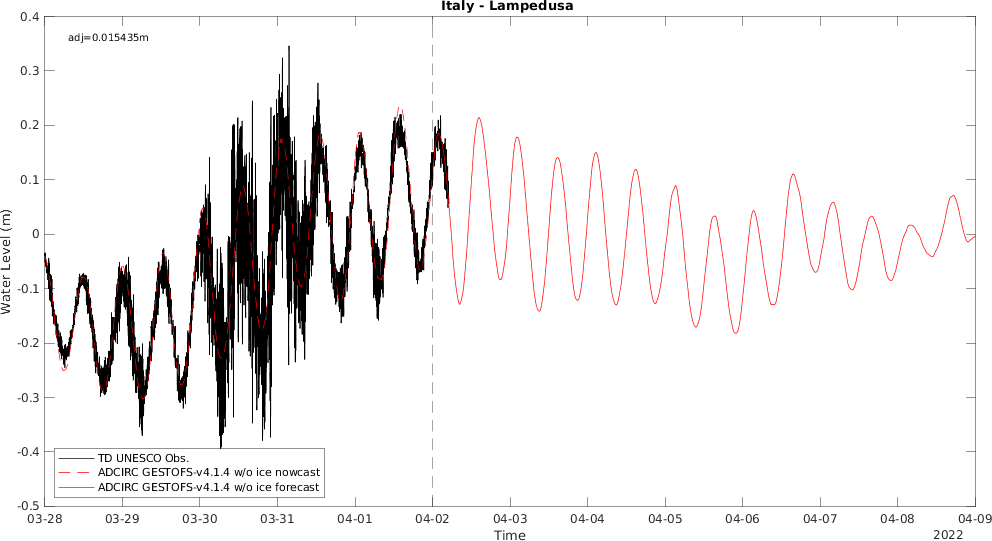 Italy - Lampedusa
adj=0.015435m
0.4
0.3
0.2
0.1
0
-0.1
-0.2
-0.3
-0.4
-0.5
Water Level (m)
TD UNESCO Obs.
ADCIRC GESTOFS-v4.1.4 w/o ice nowcast
ADCIRC GESTOFS-v4.1.4 w/o ice forecast
03-28 03-29 03-30 03-31 04-01 04-02 04-03 04-04 04-05 04-06 04-07 04-08 04-09
Time
2022